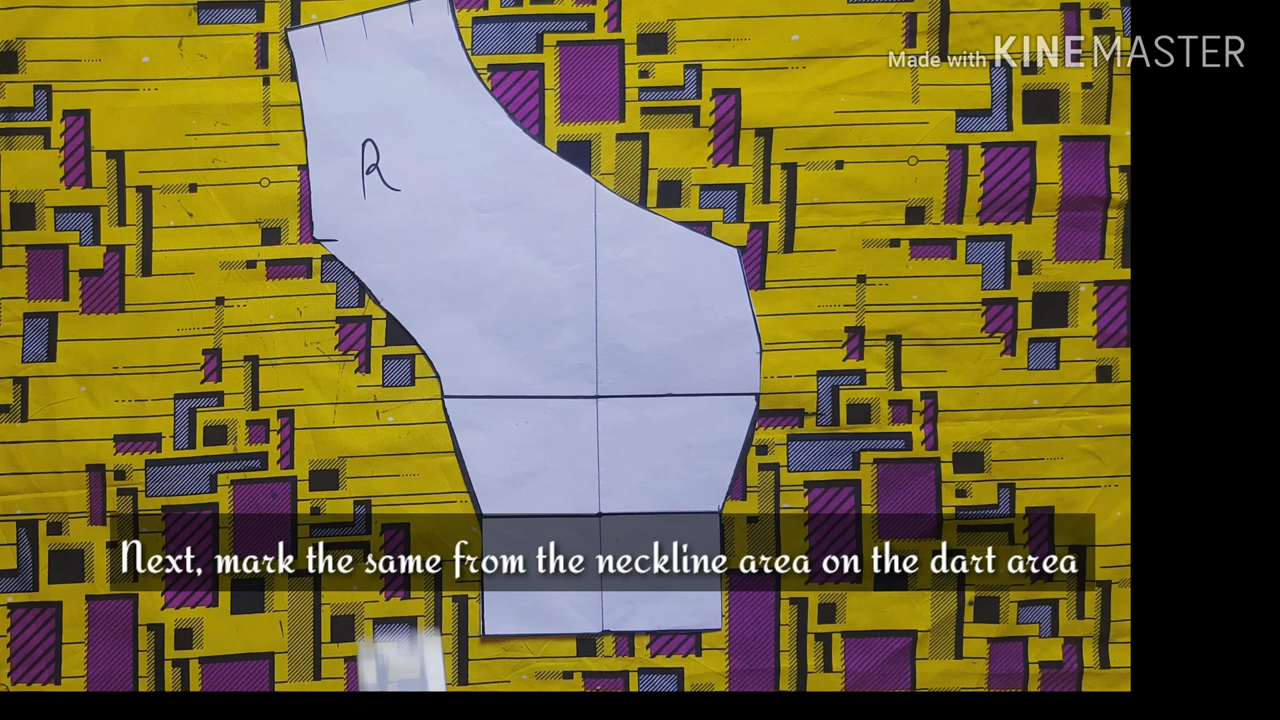 Made with KINEMASTER
R
Next, mark the same from the neckline area on the dart area